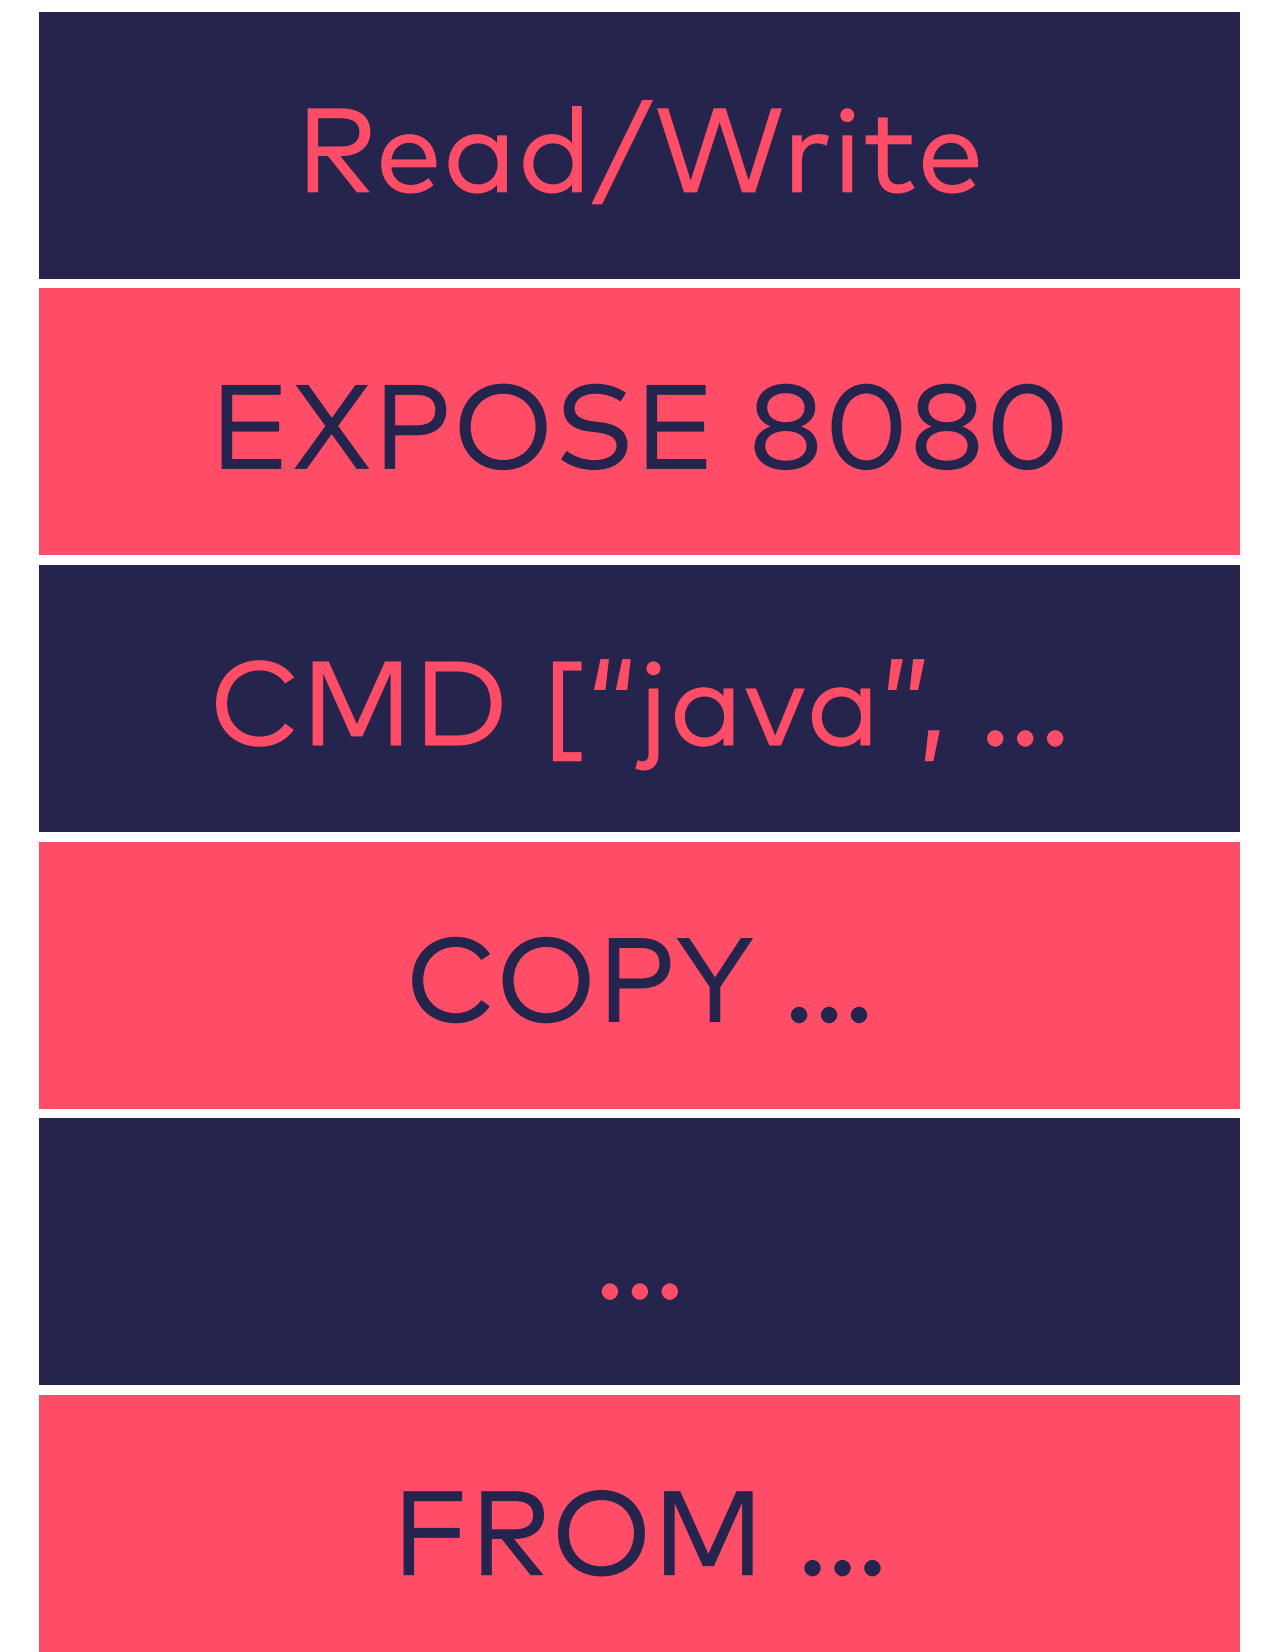 Read/Write
EXPOSE 8080
CMD [“java”, ...
COPY ...
...
FROM ...